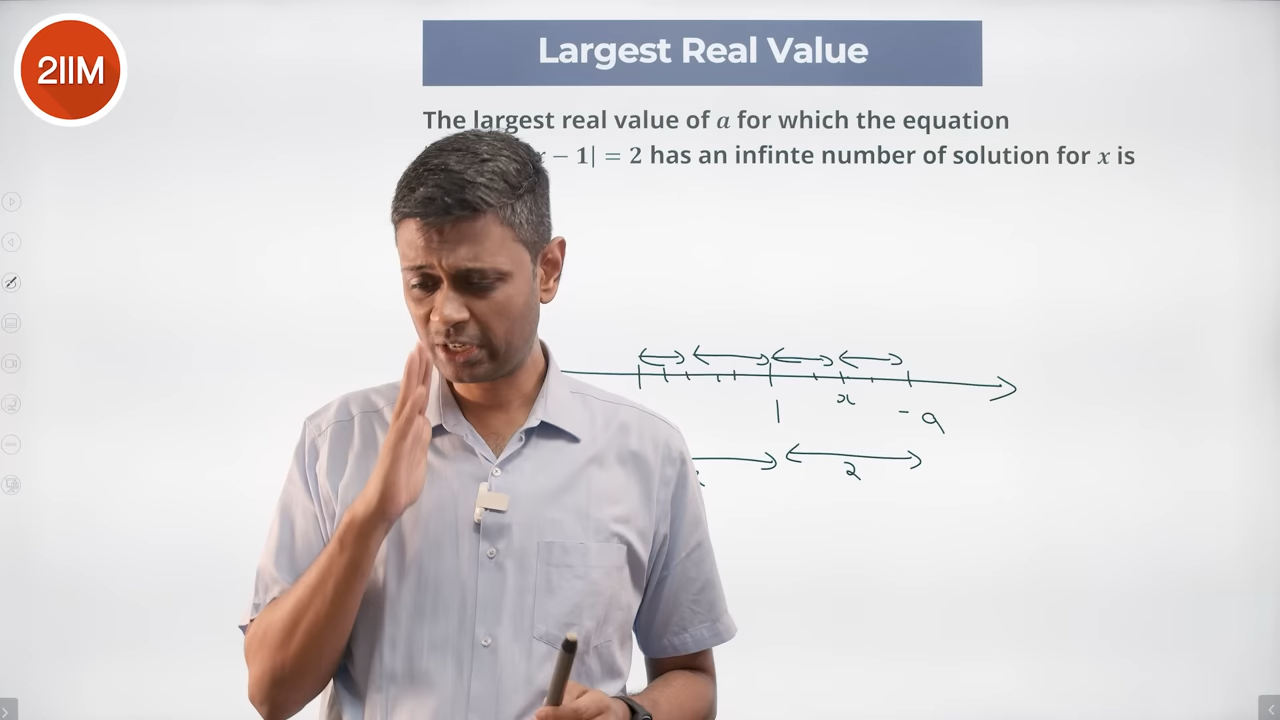 2IIM
Largest Real Value
The largest real value of a for which the equation
x − 1| = 2 has an infinte number of solution for x is
1
x
- a
2